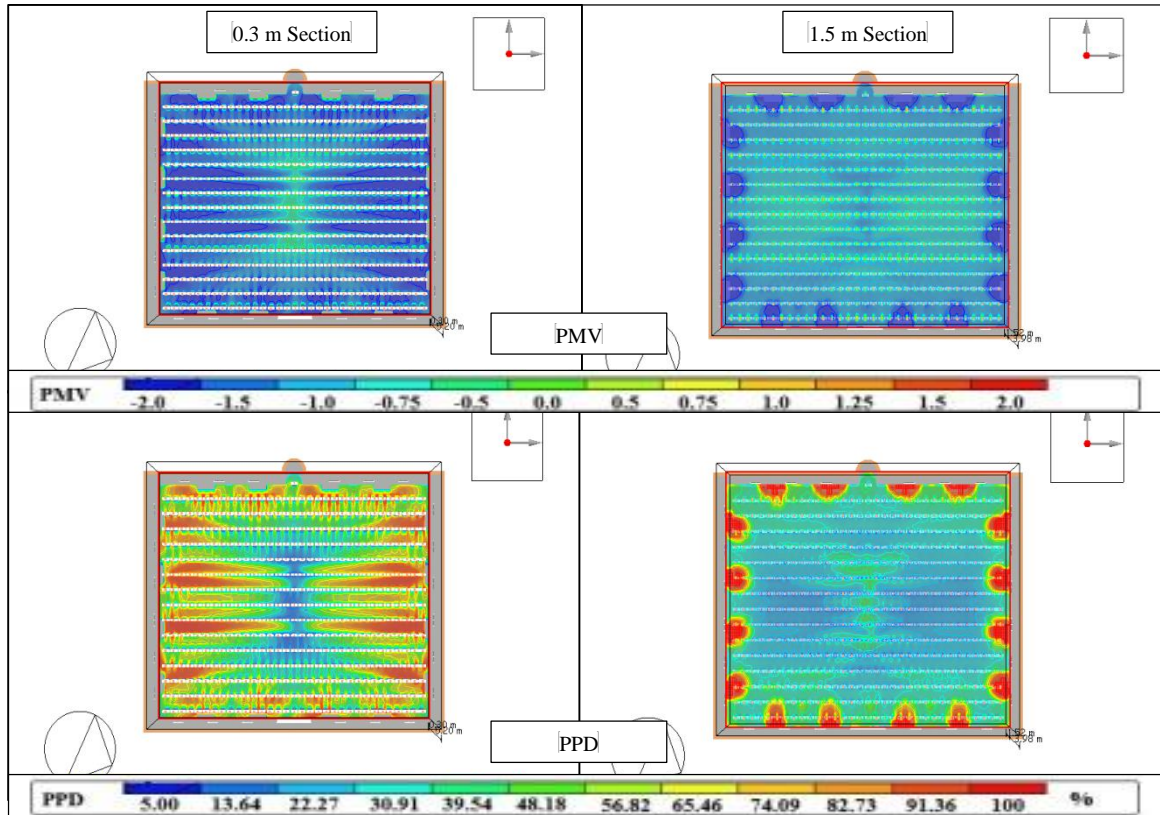 0.3 m Section
1.5 m Section
PMV
PMV
-2.0 -1.5 -1.0 -0.75 -0.5 0.0 0.5 0.75 1.0 1.25 1.5 2.0
PPD
PPD
5.00 13.64 22.27 30.91 39.54 48.18 56.82 65.46 74.09 82.73 91.36 100 %